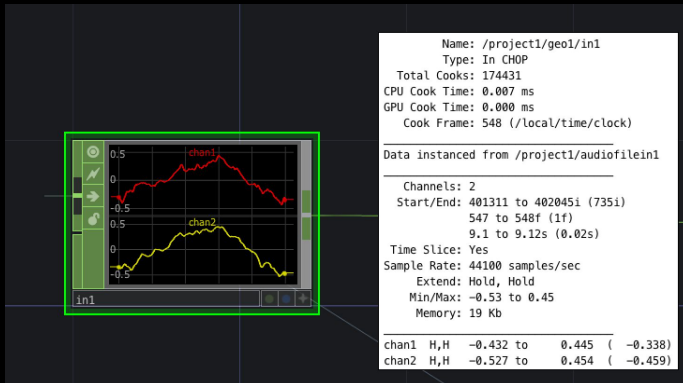 0.5
chan1
0
-0.5
0.5
chan2
0
-0.5
in1
Name: /project1/geo1/in1
Type: In CHOP
Total Cooks: 174431
CPU Cook Time: 0.007 ms
GPU Cook Time: 0.000 ms
Cook Frame: 548 (/local/time/clock)
Data instanced from /project1/audiofilein1
Channels: 2
Start/End: 401311 to 402045i (735i)
547 to 548f (1f)
9.1 to 9.12s (0.02s)
Time Slice: Yes
Sample Rate: 44100 samples/sec
Extend: Hold, Hold
Min/Max: -0.53 to 0.45
Memory: 19 Kb
chan1 H,H -0.432 to 0.445 ( -0.338)
chan2 H,H -0.527 to 0.454 ( -0.459)